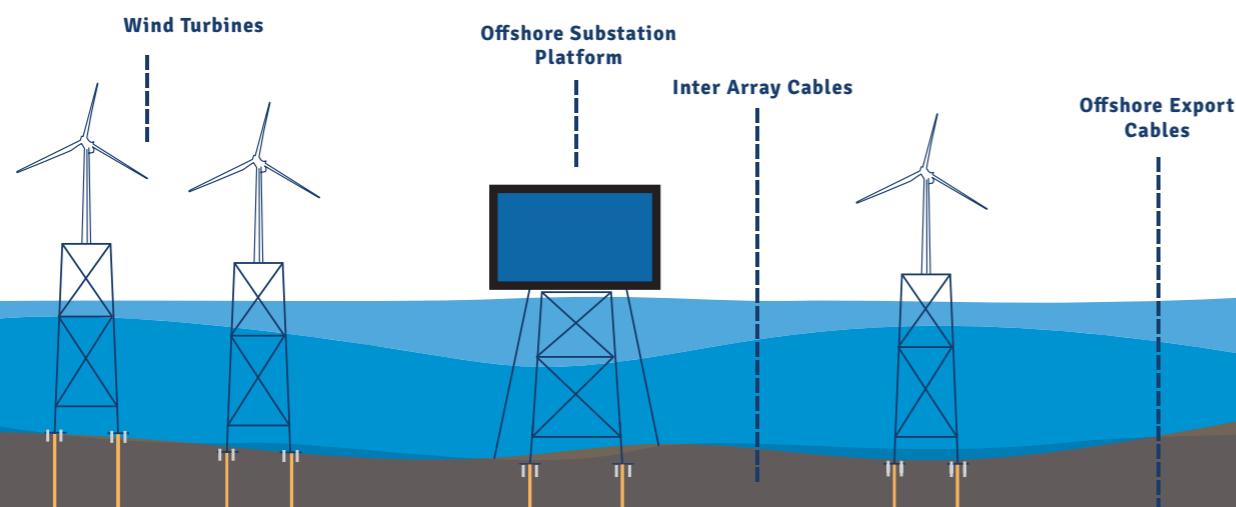 Wind Turbines
Offshore Substation
Platform
Inter Array Cables
Offshore Export
Cables